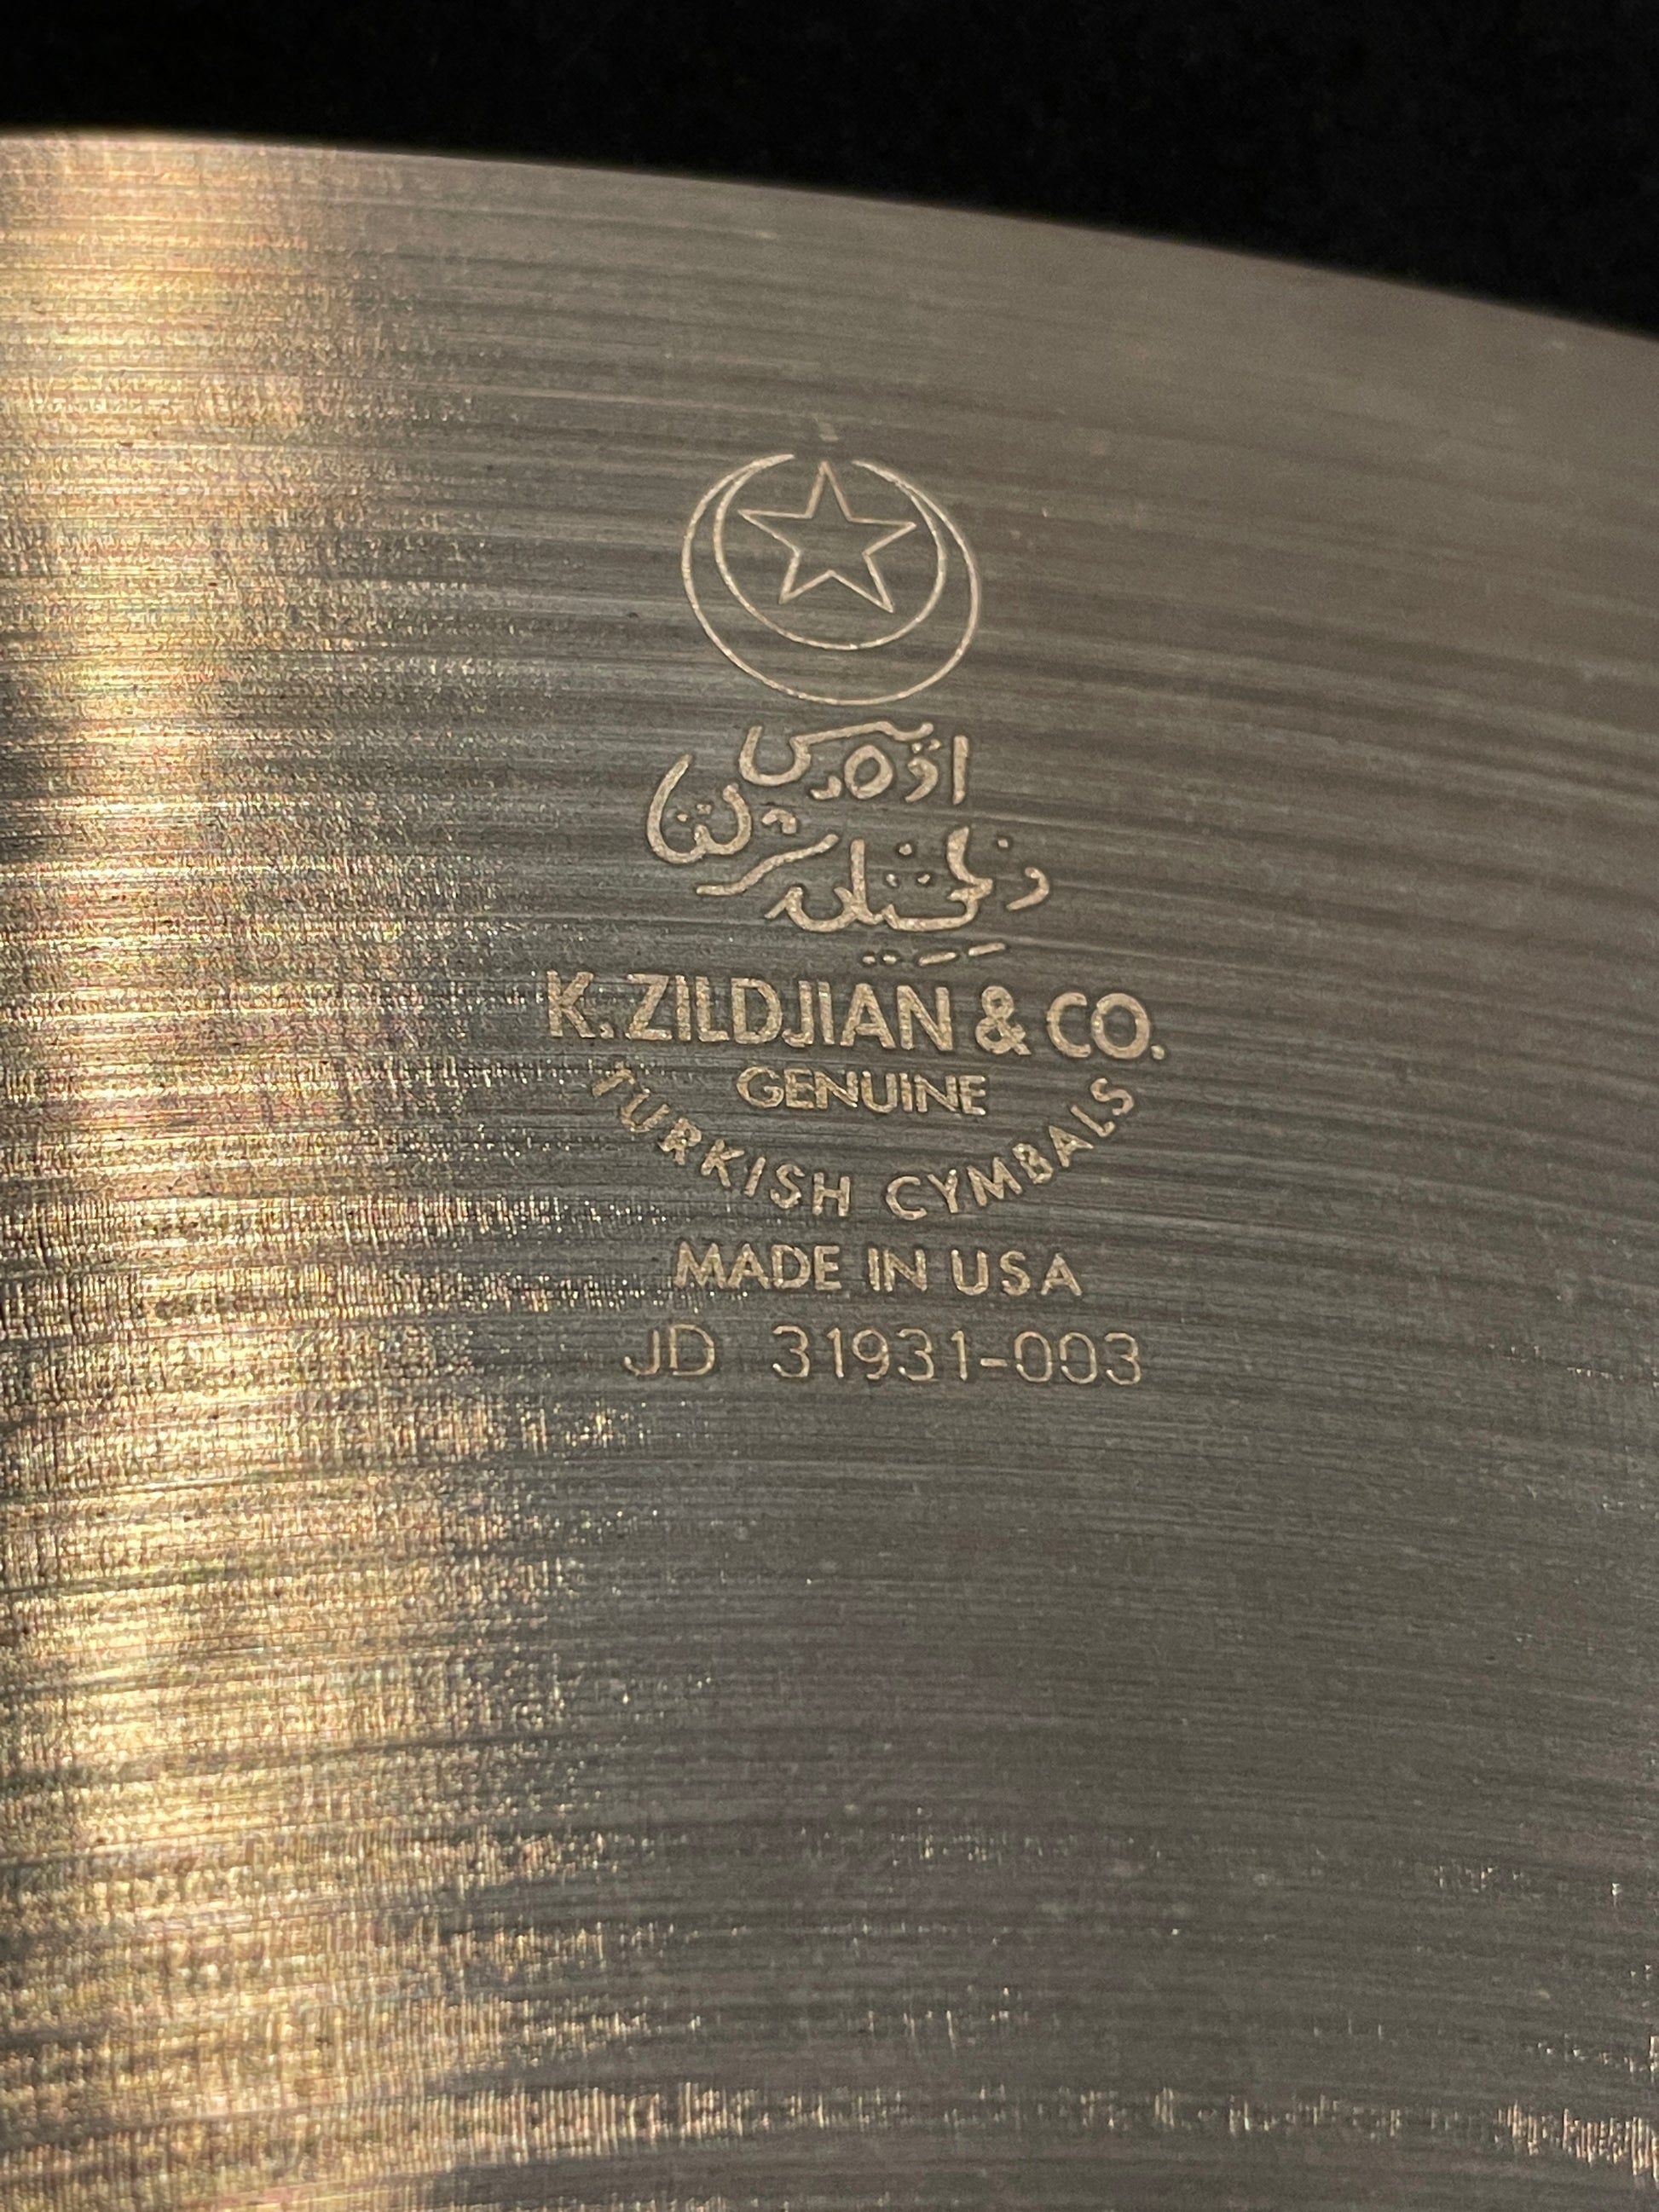 K. ZILDJIAN & CO.
GENUINE
TURKISH CYMBALS
MADE IN USA
JD 31931-003